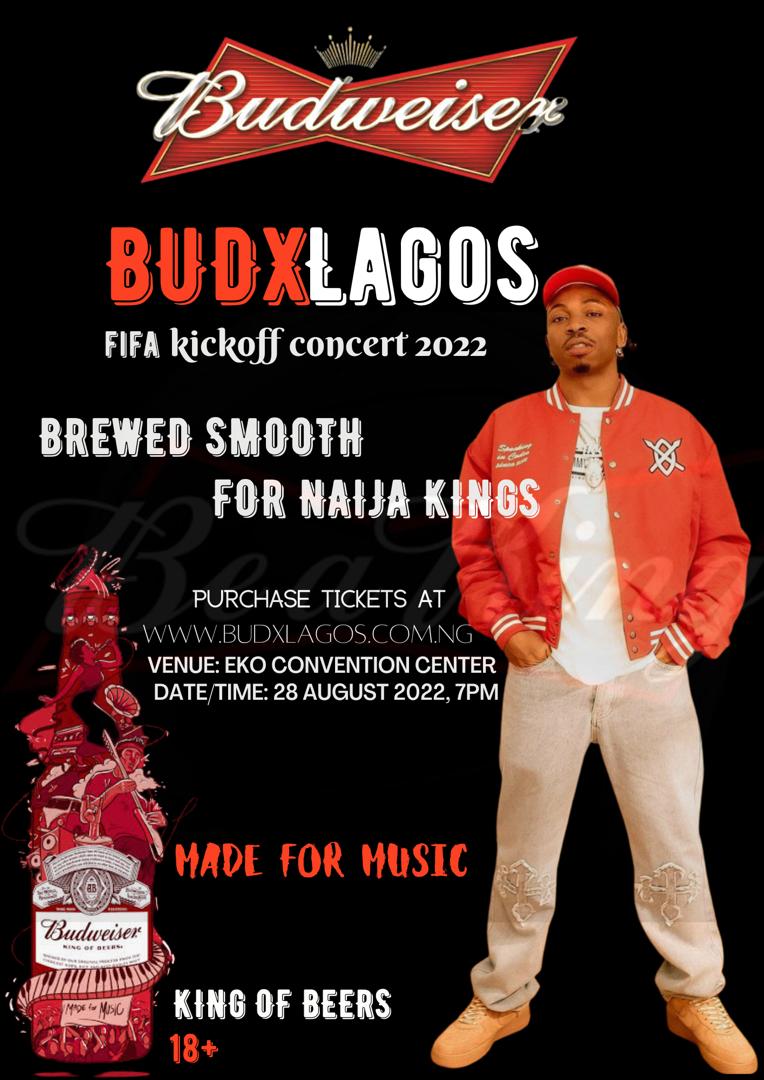 Budweiser
BUDXLAGOS
FIFA kickoff concert 2022
BREWED SMOOTH
FOR NAIJA KINGS
PURCHASE TICKETS AT
WWW.BUDXLAGOS.COM.NG
VENUE: EKO CONVENTION CENTER
DATE/TIME: 28 AUGUST 2022, 7PM
MADE FOR MUSIC
Budweiser
KING OF BEERS
MADE for MUSIC
KING OF BEERS
18+